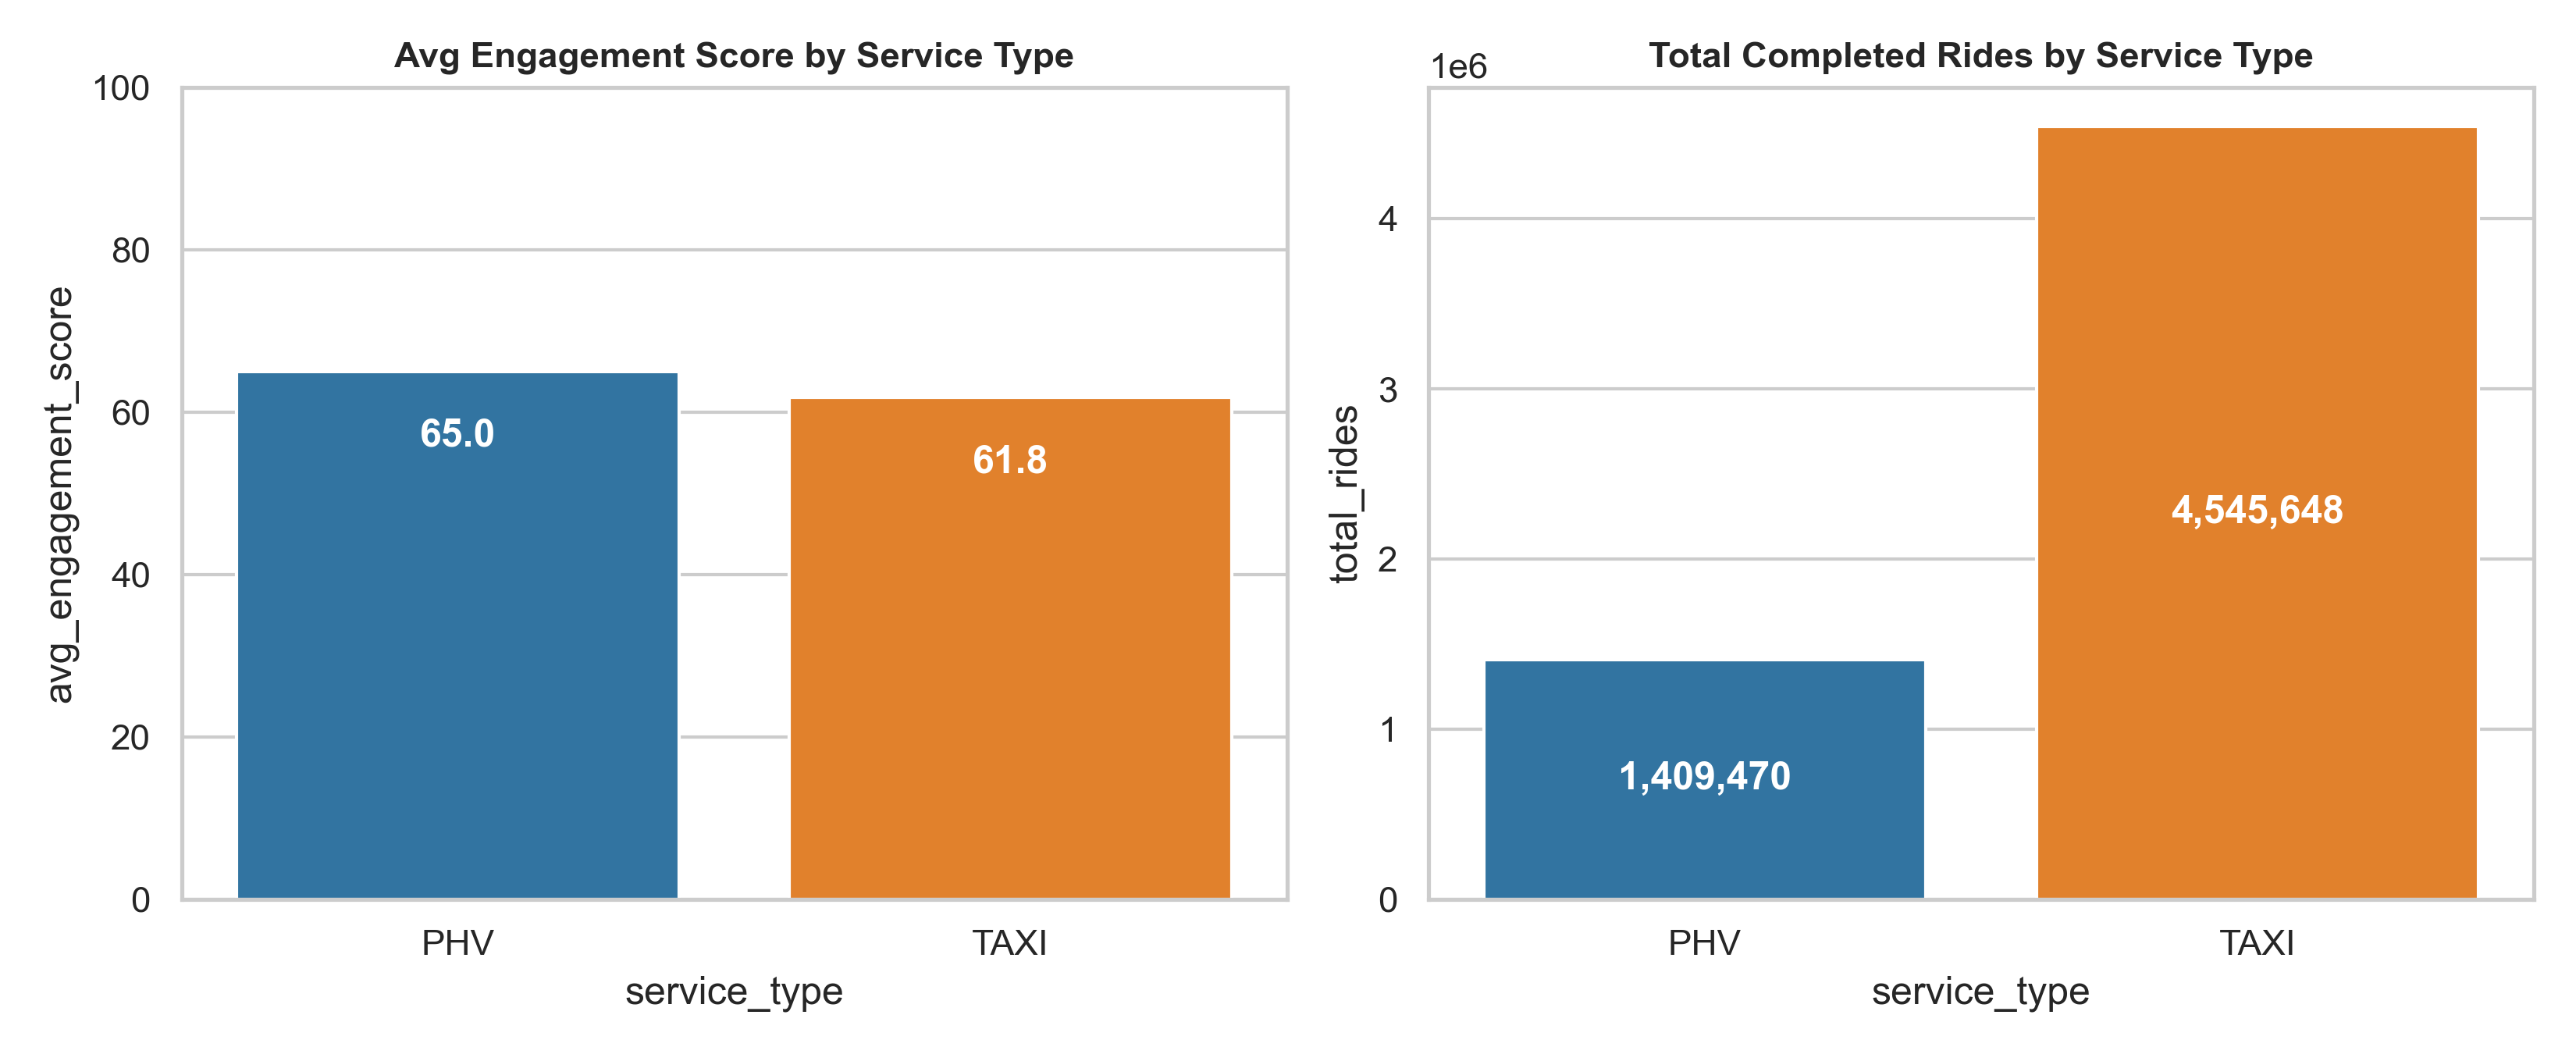 Avg Engagement Score by Service Type
100
80
60
40
20
0
avg_engagement_score
65.0
61.8
PHV
TAXI
service_type
Total Completed Rides by Service Type
1e6
4
3
2
1
0
total_rides
1,409,470
4,545,648
PHV
TAXI
service_type